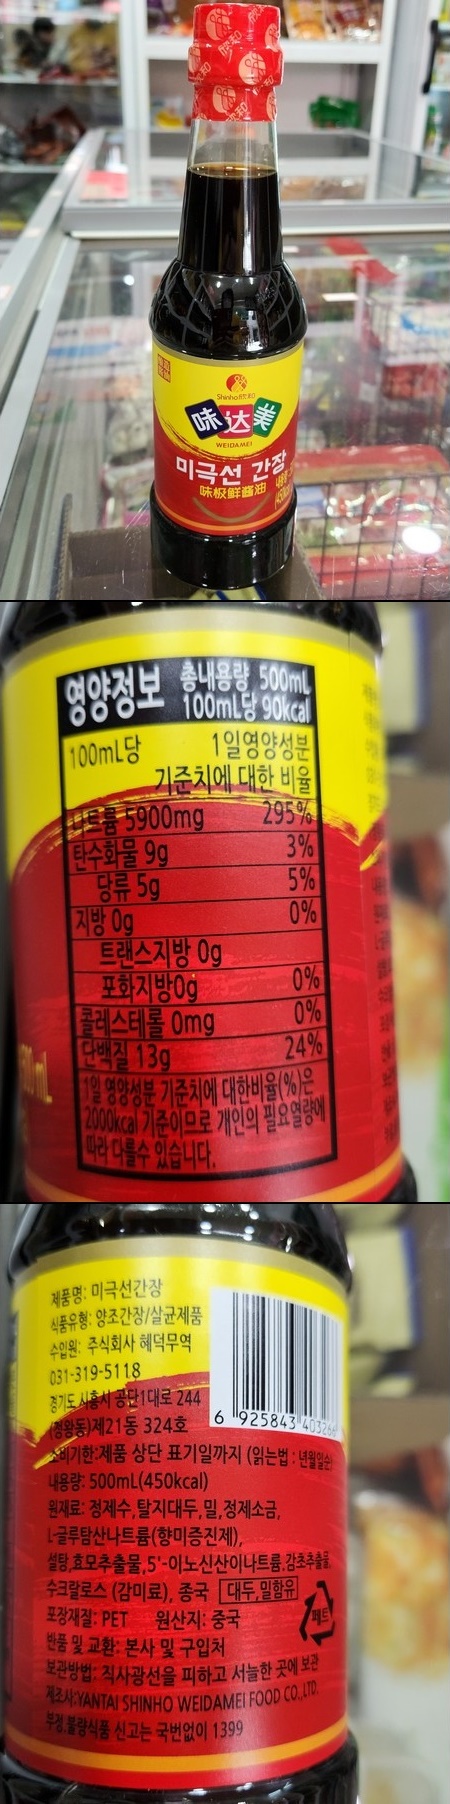 欣和
Shinho欣和
味达美
WEIDAMEI
미극선 간장
味极鲜酱油
영양정보 총내용량 500mL
100mL당 90kcal
100mL당 1일영양성분
기준치에 대한 비율
나트륨 5900mg 295%
탄수화물 9g 3%
당류 5g 5%
지방 0g 0%
트랜스지방 0g
포화지방0g 0%
콜레스테롤 0mg 0%
단백질 13g 24%
1일 영양성분 기준치에 대한비율(%)은
2000kcal 기준이므로 개인의 필요열량에
따라 다를수 있습니다.
제품명: 미극선간장
식품유형: 양조간장/살균제품
수입원: 주식회사 혜덕무역
031-319-5118
경기도 시흥시 공단1대로 244
(정왕동)제21동 324호
6 925843 403266
소비기한:제품 상단 표기일까지 (읽는법 : 년월일순)
내용량: 500mL(450kcal)
원재료: 정제수,탈지대두,밀,정제소금,
L-글루탐산나트륨(향미증진제),
설탕,효모추출물,5'-이노신산이나트륨.감초추출물,
수크랄로스 (감미료), 종국 대두,밀함유
포장재질: PET 원산지: 중국
페트
반품 및 교환: 본사 및 구입처
보관방법: 직사광선을 피하고 서늘한 곳에 보관
제조사:YANTAI SHINHO WEIDAMEI FOOD CO.,LTD.
부정.불량식품 신고는 국번없이 1399